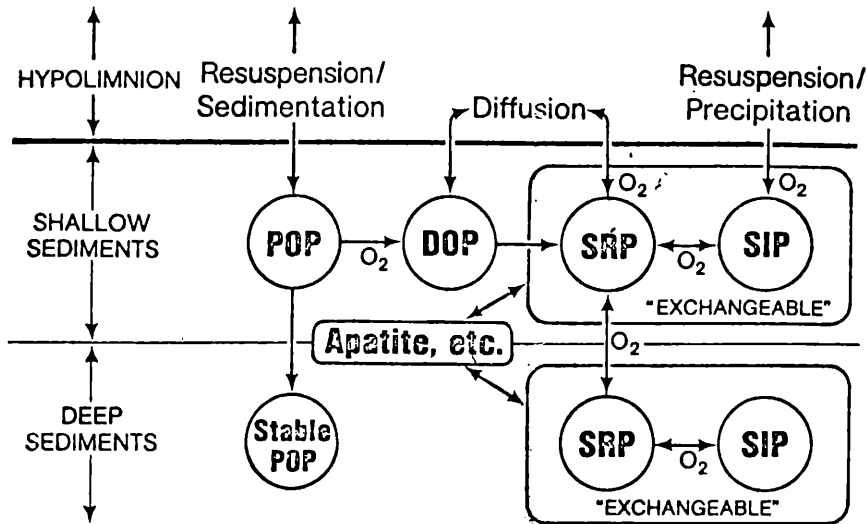 HYPOLIMNION
Resuspension/
Sedimentation
Diffusion
Resuspension/
Precipitation
O2
O2
SHALLOW
SEDIMENTS
POP
O2
DOP
SRP
O2
SIP
"EXCHANGEABLE"
Apatite, etc.
O2
DEEP
SEDIMENTS
Stable
POP
SRP
O2
SIP
"EXCHANGEABLE"